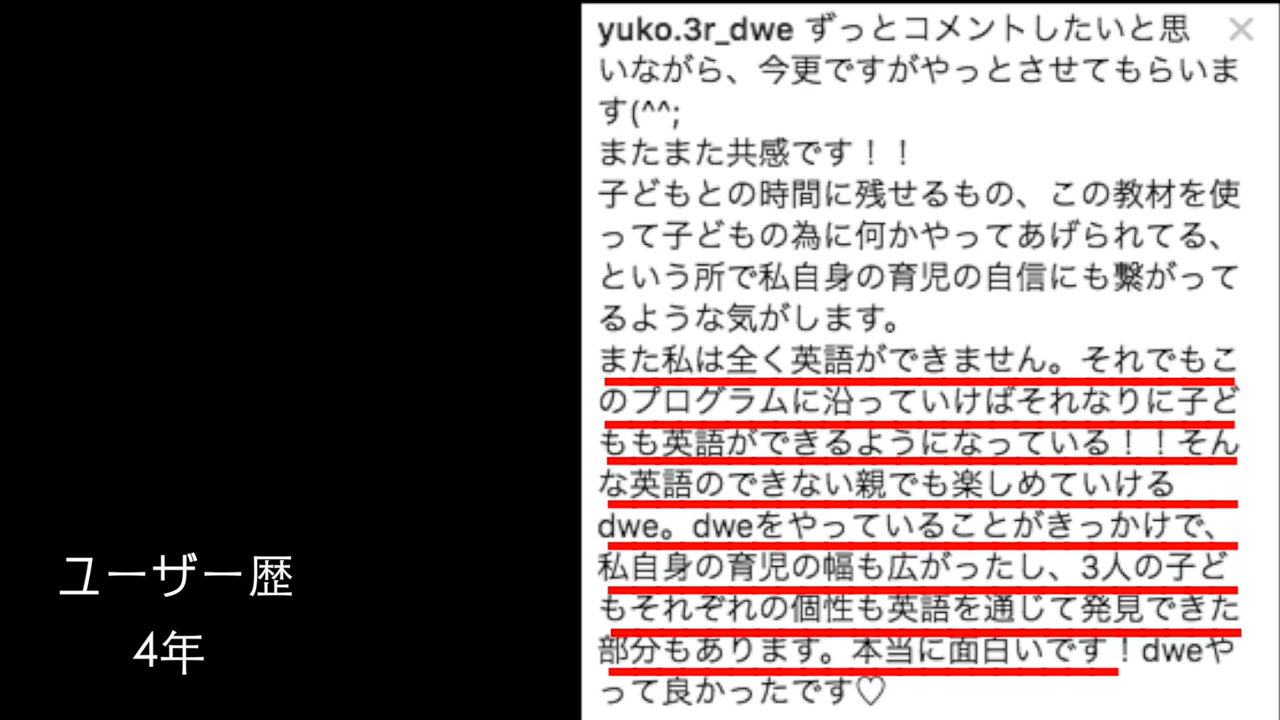 yuko.3r_dwe ずっとコメントしたいと思
いながら、今更ですがやっとさせてもらいま
す(^^;
またまた共感です！！
子どもとの時間に残せるもの、この教材を使
って子どもの為に何かやってあげられてる、
という所で私自身の育児の自信にも繋がって
るような気がします。
また私は全く英語ができません。それでもこ
のプログラムに沿っていけばそれなりに子ど
もも英語ができるようになっている！！そん
な英語のできない親でも楽しめていける
dwe。dweをやっていることがきっかけで、
私自身の育児の幅も広がったし、3人の子ど
もそれぞれの個性も英語を通じて発見できた
部分もあります。本当に面白いです！dweや
って良かったです♡
ユーザー歴
4年